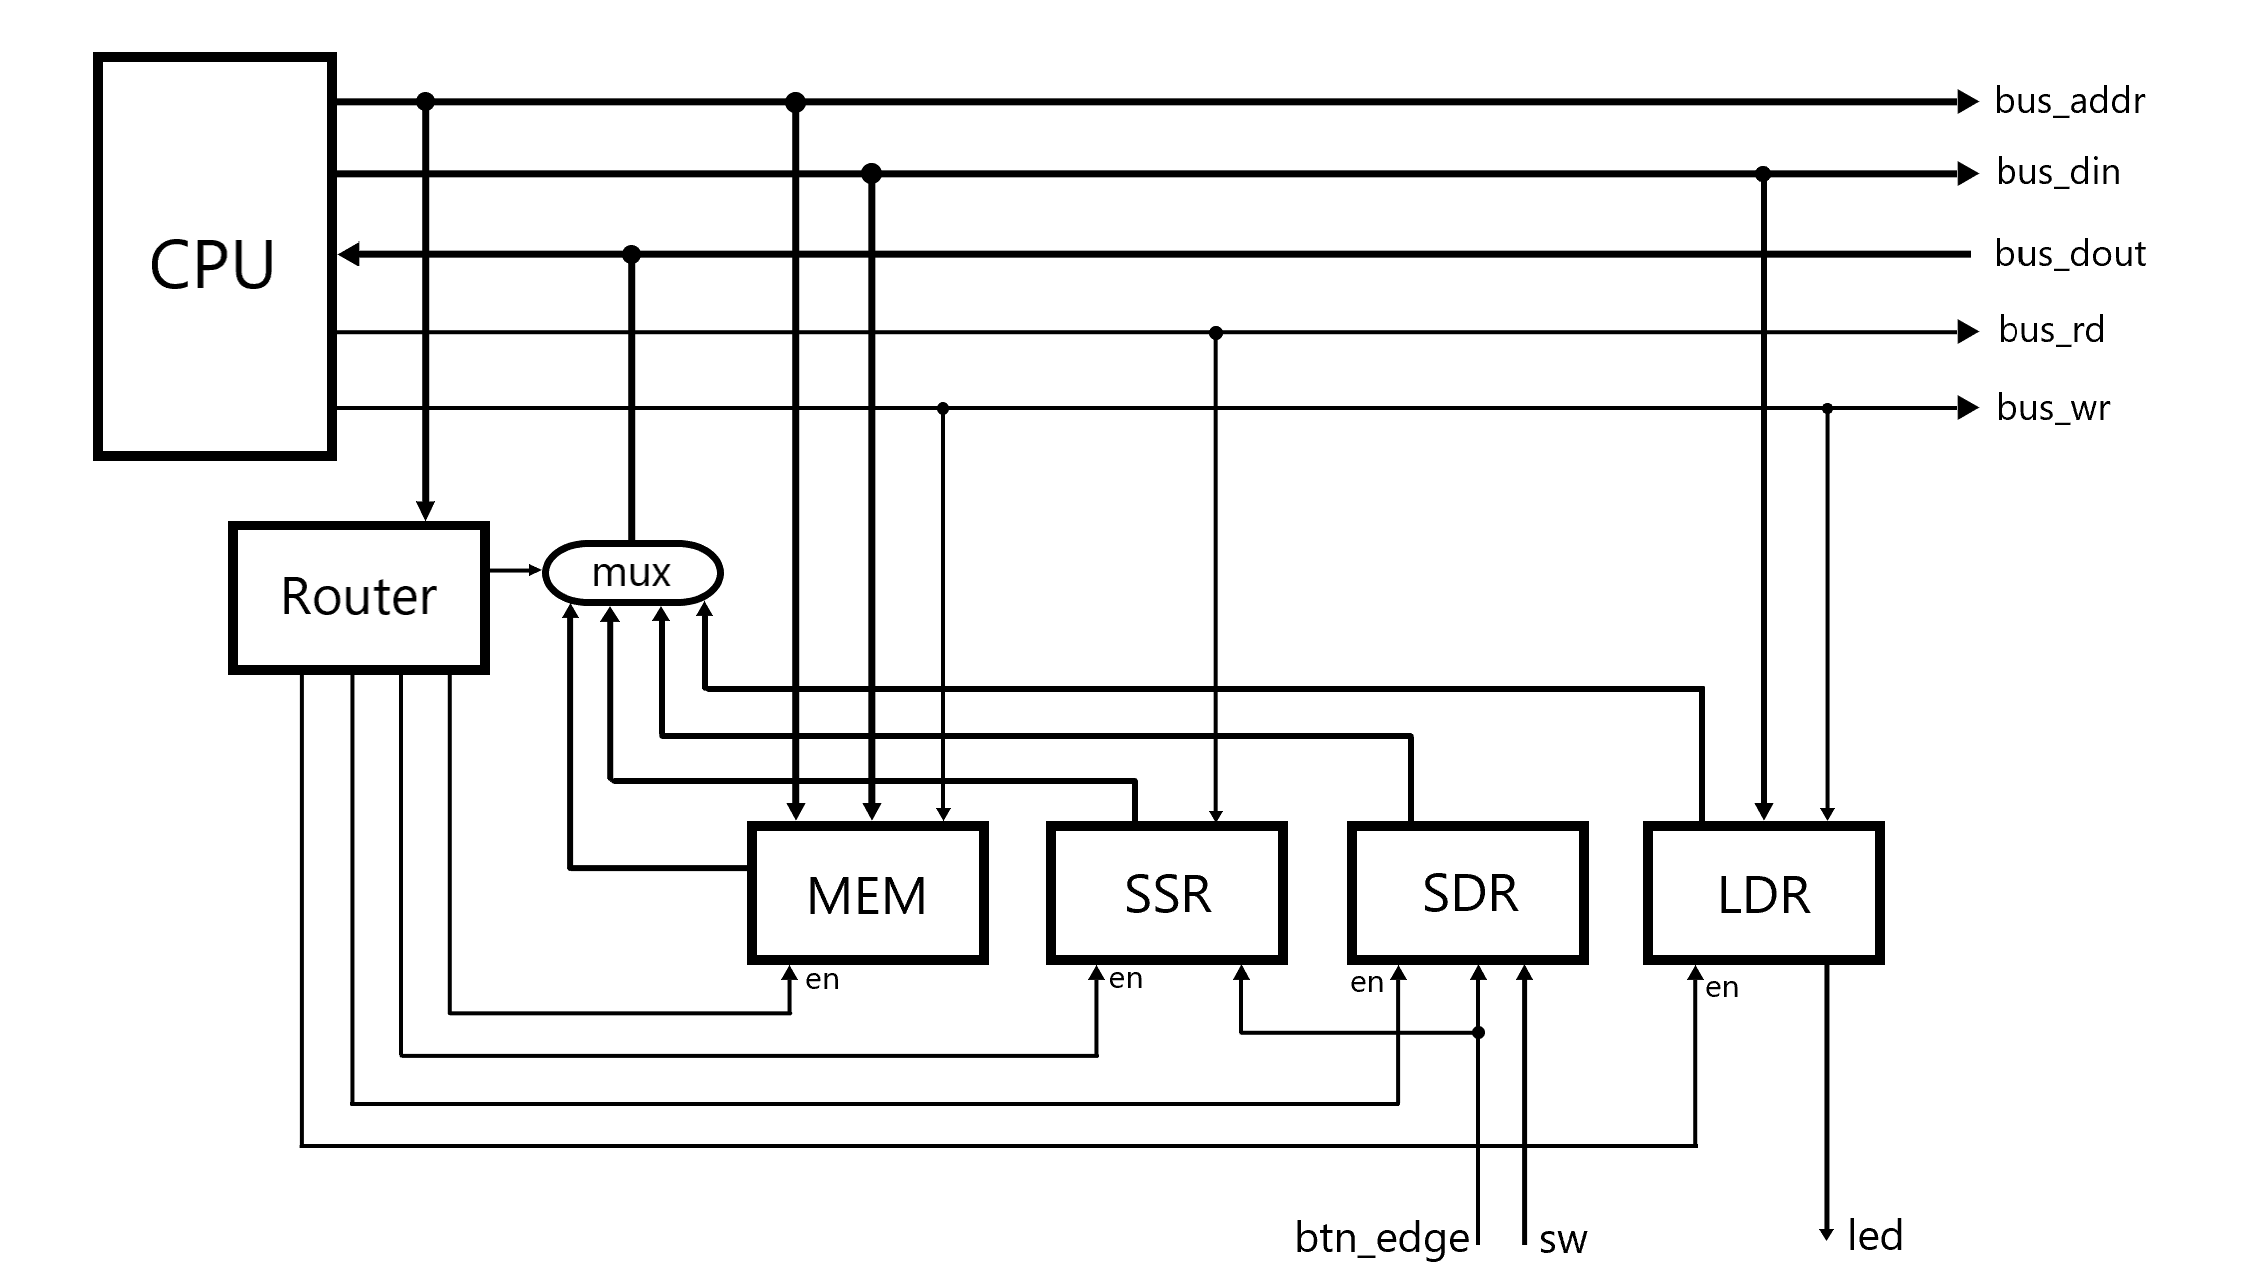 bus_addr
bus_din
CPU
bus_dout
bus_rd
bus_wr
Router
mux
MEM
SSR
SDR
LDR
en
en
en
en
btn_edge
sw
led